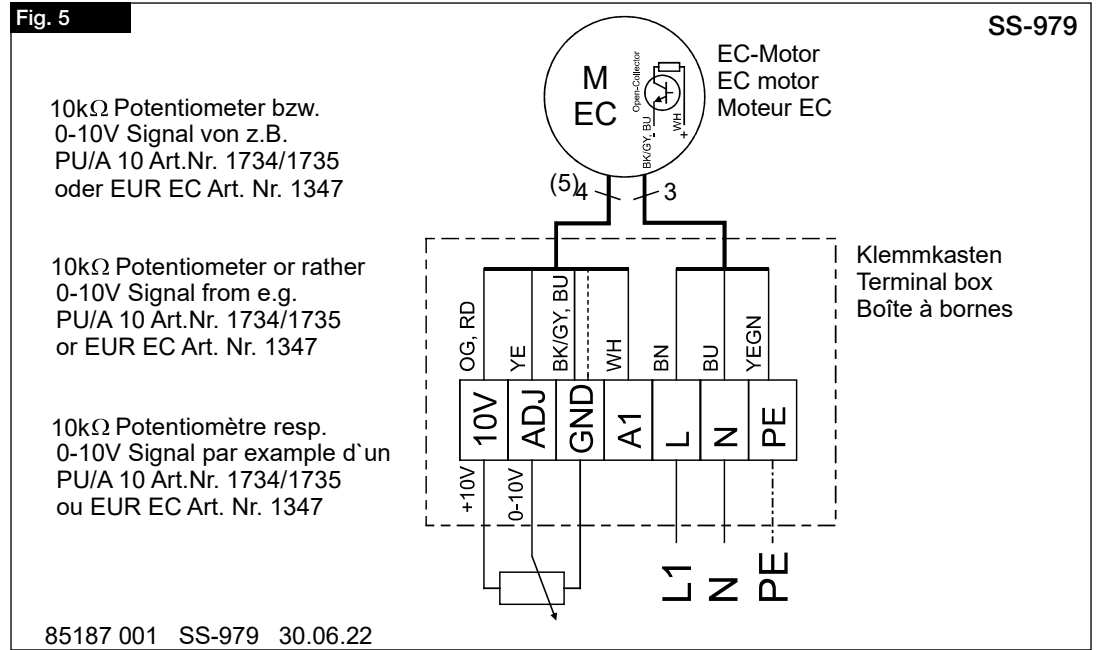 Fig. 5
SS-979
M
EC
Open-Collector
BK/GY, BU
-
+
WH
EC-Motor
EC motor
Moteur EC
10kΩ Potentiometer bzw.
0-10V Signal von z.B.
PU/A 10 Art.Nr. 1734/1735
oder EUR EC Art. Nr. 1347
(5)4
3
10kΩ Potentiometer or rather
0-10V Signal from e.g.
PU/A 10 Art.Nr. 1734/1735
or EUR EC Art. Nr. 1347
Klemmkasten
Terminal box
Boîte à bornes
OG, RD
YE
BK/GY, BU
WH
BN
BU
YEGN
10V
ADJ
GND
A1
L
N
PE
10kΩ Potentiomètre resp.
0-10V Signal par example d`un
PU/A 10 Art.Nr. 1734/1735
ou EUR EC Art. Nr. 1347
+10V
0-10V
L1
N
PE
85187 001 SS-979 30.06.22